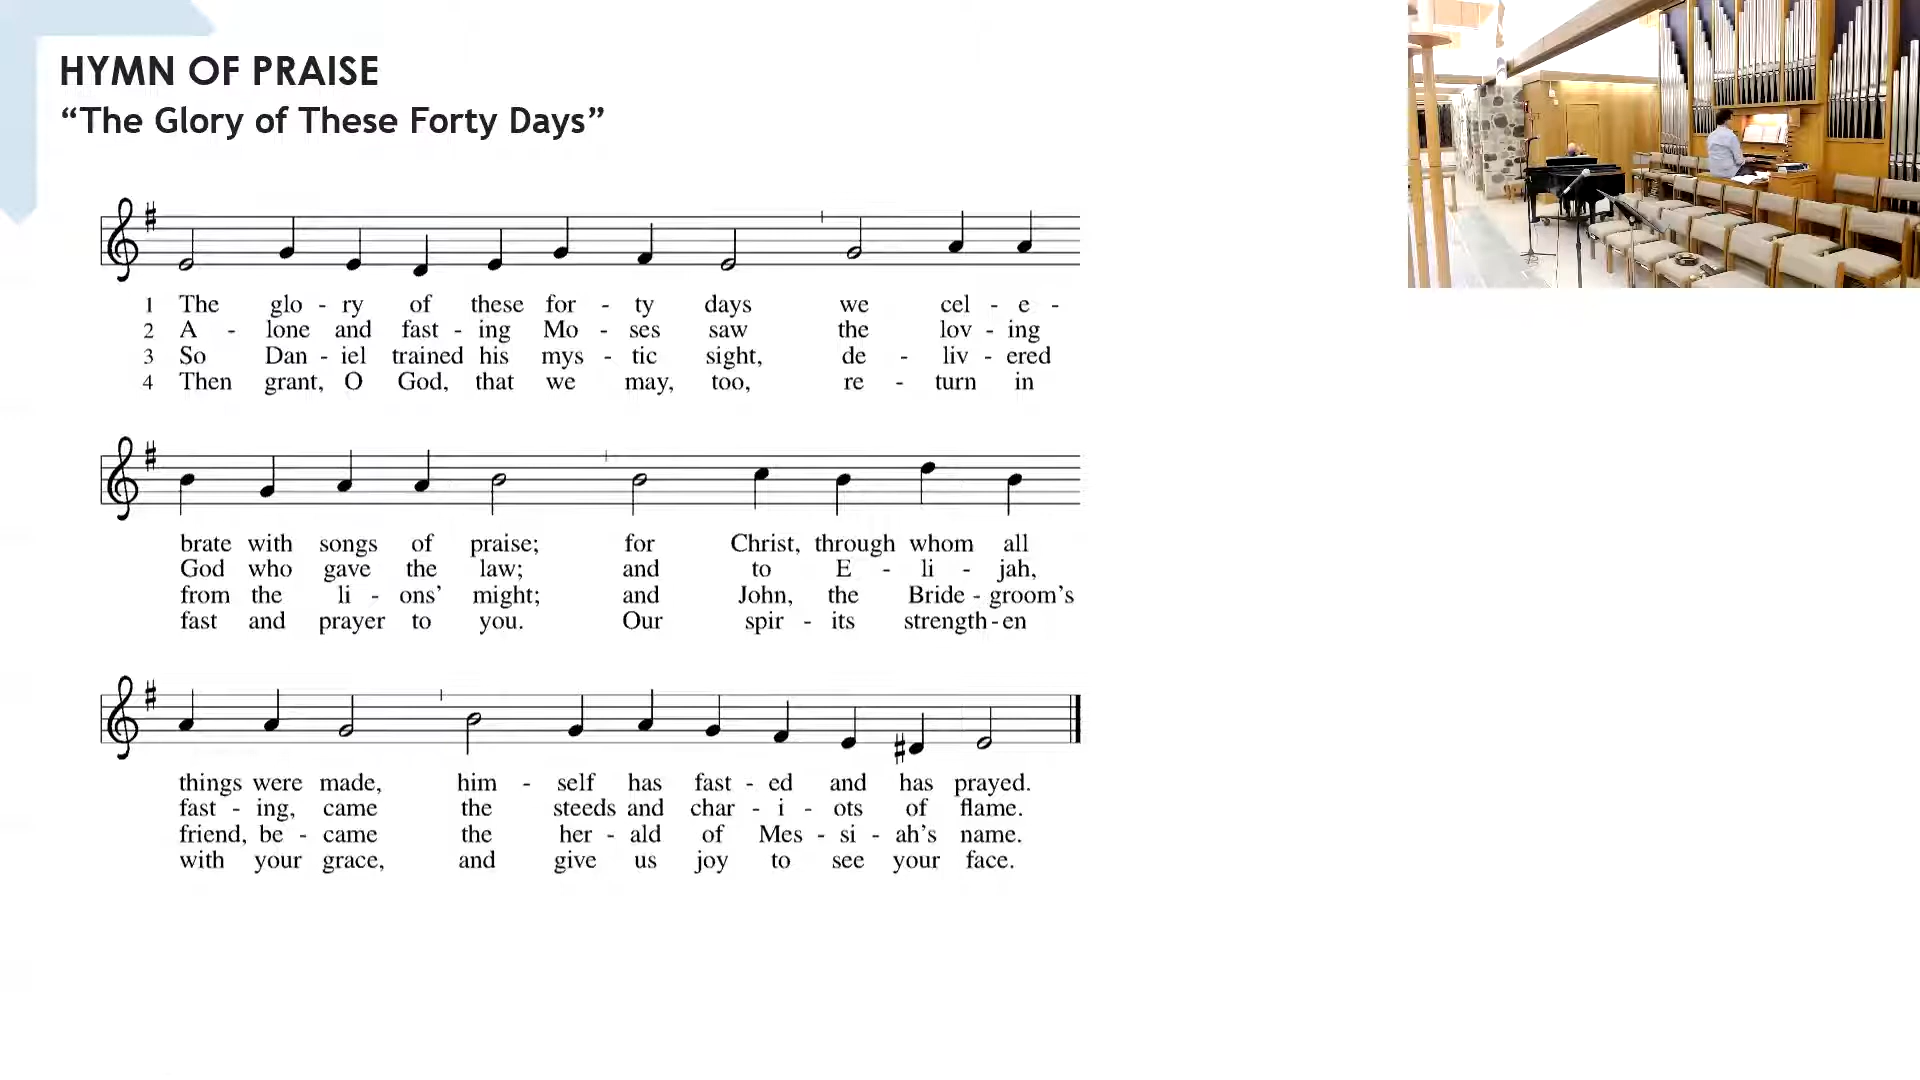 HYMN OF PRAISE
“The Glory of These Forty Days”
1 The glo - ry of these for - ty days we cel - e -
2 A - lone and fast - ing Mo - ses saw the lov - ing
3 So Dan - iel trained his mys - tic sight, de - liv - ered
4 Then grant, O God, that we may, too, re - turn in
brate with songs of praise; for Christ, through whom all
God who gave the law; and to E - li - jah,
from the li - ons’ might; and John, the Bride - groom’s
fast and prayer to you. Our spir - its strength - en
things were made, him - self has fast - ed and has prayed.
fast - ing, came the steeds and char - i - ots of flame.
friend, be - came the her - ald of Mes - si - ah’s name.
with your grace, and give us joy to see your face.